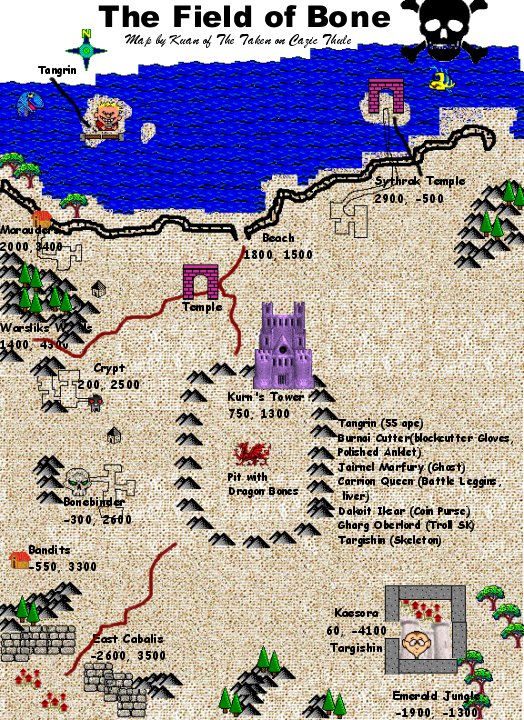 The Field of Bone
Map by Kuan of The Taken on Cazic Thule
N
Tangrin
Sythrak Temple
2900, -500
Marauders
2000, 3400
Beach
1800, 1500
Temple
Warsliks W  ds
1400, 4300
Crypt
200, 2500
Kurn's Tower
750, 1300
Tangrin (55 ape)
Burnai Cutter(blockcutter Gloves,
Polished Anklet)
Jairnel Marfury (Ghost)
Carrion Queen (Battle Leggins,
liver)
Dakoit Ikear (Coin Purse)
Gharg Oberlord (Troll SK)
Targishin (Skeleton)
Pit with
Dragon Bones
Bonebinder
-300, 2600
Bandits
-550, 3300
Kaesora
60, -4100
Targishin
East Cabalis
-2600, 3500
Emerald Jungle
-1900, -1300